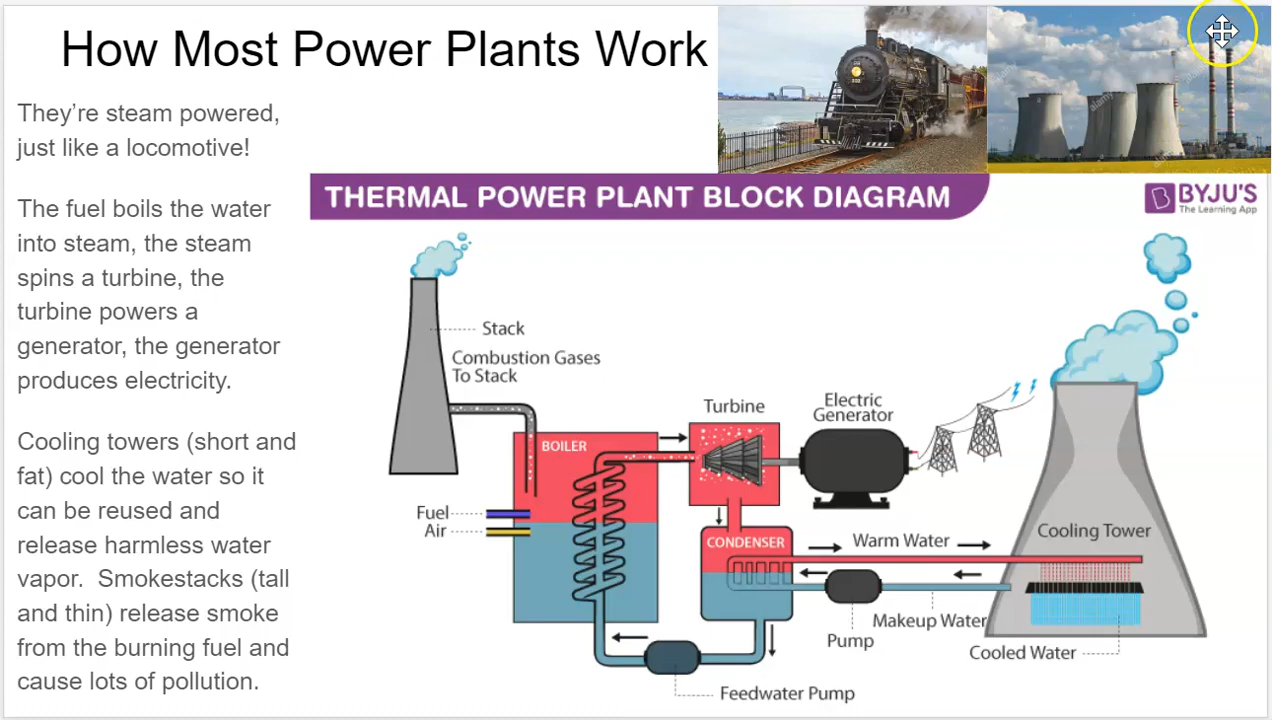 How Most Power Plants Work
They're steam powered,
just like a locomotive!
The fuel boils the water
into steam, the steam
spins a turbine, the
turbine powers a
generator, the generator
produces electricity.
Cooling towers (short and
fat) cool the water so it
can be reused and
release harmless water
vapor.  Smokestacks (tall
and thin) release smoke
from the burning fuel and
cause lots of pollution.
THERMAL POWER PLANT BLOCK DIAGRAM
BYJU'S
The Learning App
Stack
Combustion Gases
To Stack
BOILER
Fuel
Air
Turbine
Electric
Generator
CONDENSER
Warm Water
Cooling Tower
Pump
Makeup Water
Cooled Water
Feedwater Pump
alamy